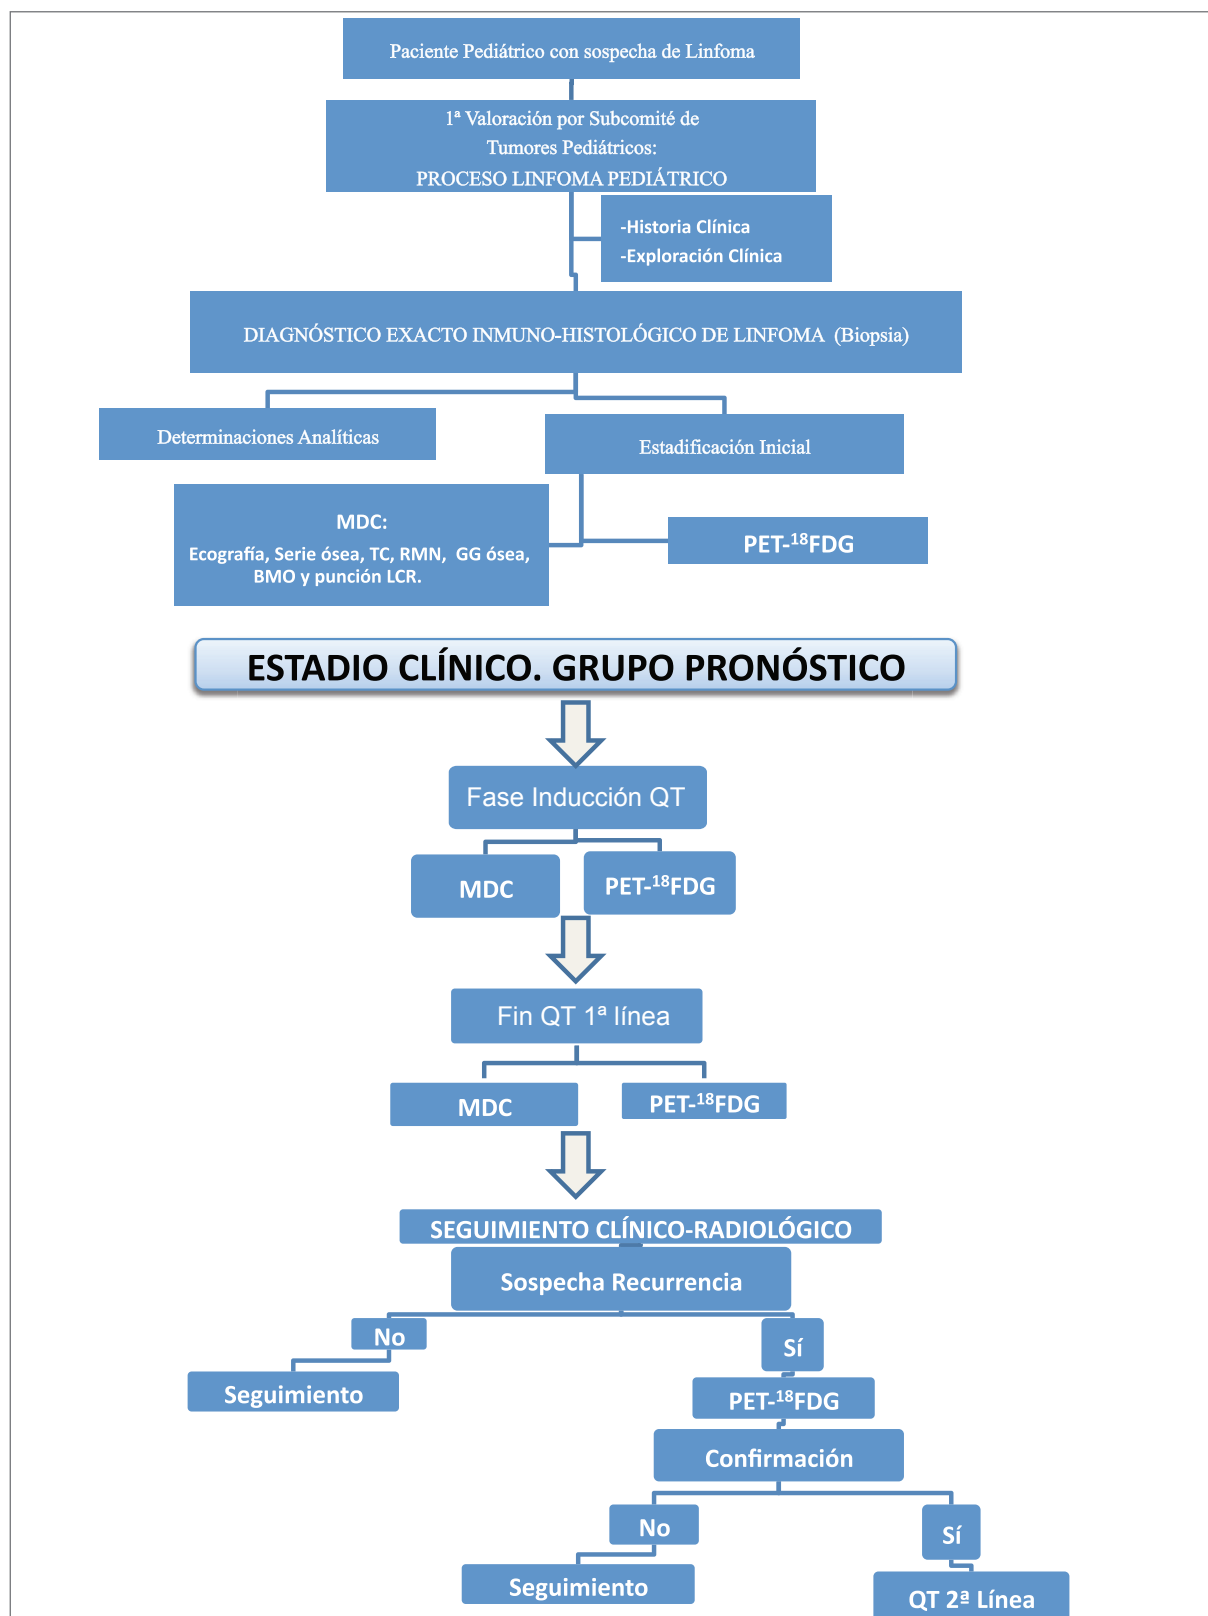 Paciente Pediátrico con sospecha de Linfoma
1ª Valoración por Subcomité de
Tumores Pediátricos:
PROCESO LINFOMA PEDIÁTRICO
-Historia Clínica
-Exploración Clínica
DIAGNÓSTICO EXACTO INMUNO-HISTOLÓGICO DE LINFOMA (Biopsia)
Determinaciones Analíticas
Estadificación Inicial
MDC:
Ecografía, Serie ósea, TC, RMN, GG ósea,
BMO y punción LCR.
PET-¹⁸FDG
ESTADIO CLÍNICO. GRUPO PRONÓSTICO
Fase Inducción QT
MDC
PET-¹⁸FDG
Fin QT 1ª línea
MDC
PET-¹⁸FDG
SEGUIMIENTO CLÍNICO-RADIOLÓGICO
Sospecha Recurrencia
No
Sí
Seguimiento
PET-¹⁸FDG
Confirmación
No
Sí
Seguimiento
QT 2ª Línea